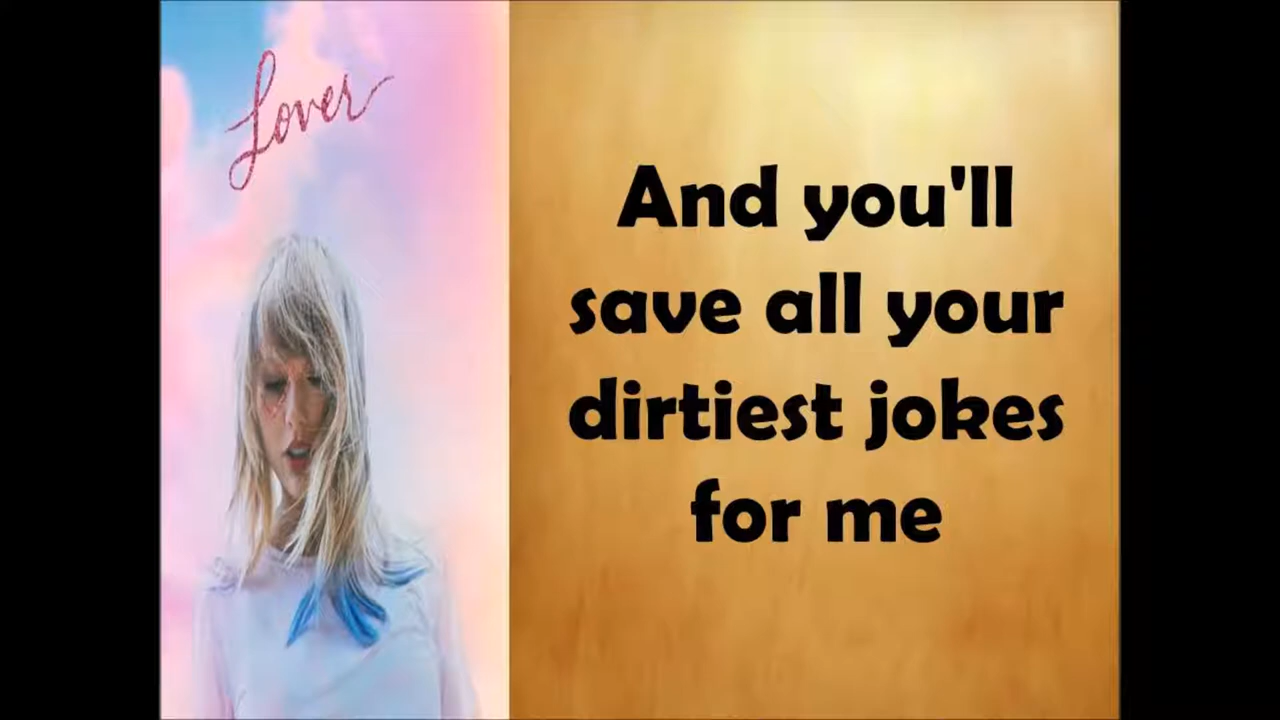 Lover
And you'll
save all your
dirtiest jokes
for me